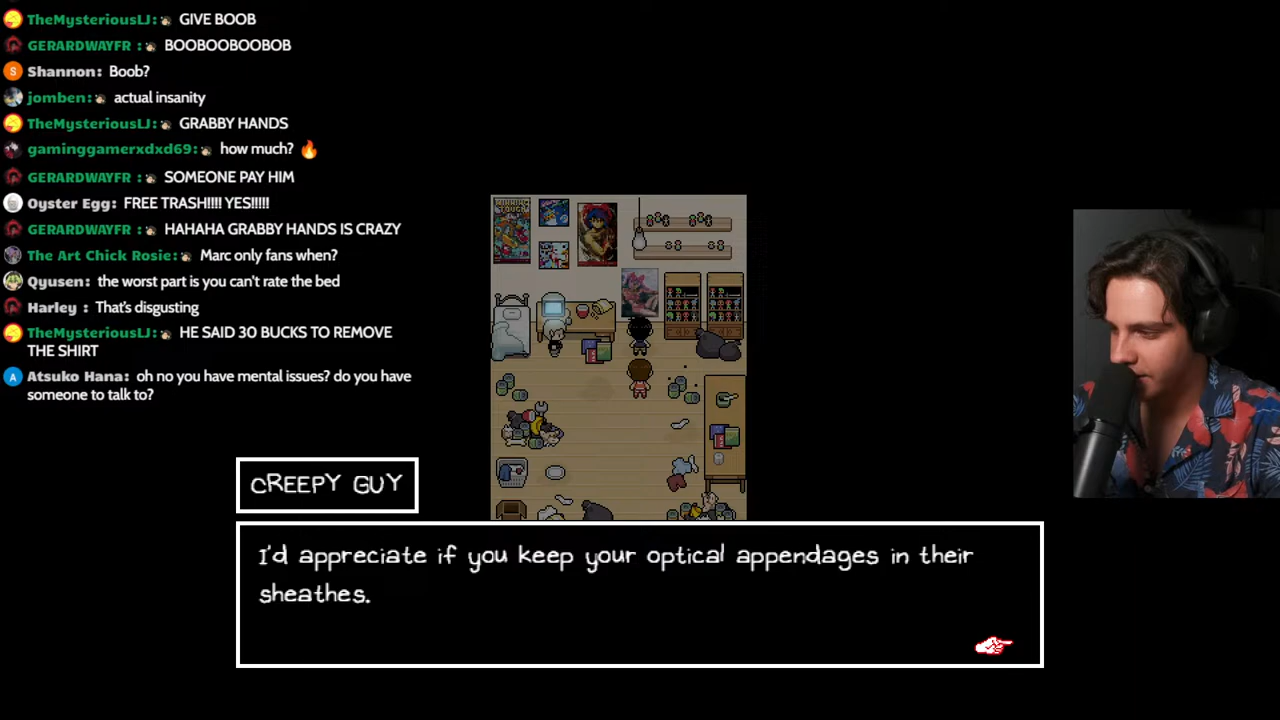 TheMysteriousLJ: GIVE BOOB
GERARDWAYFR : BOOBOOBOOBOB
Shannon: Boob?
jomben: actual insanity
TheMysteriousLJ: GRABBY HANDS
gaminggamerxdxd69: how much? 🔥
GERARDWAYFR : SOMEONE PAY HIM
Oyster Egg: FREE TRASH!!!! YES!!!!!
GERARDWAYFR : HAHAHA GRABBY HANDS IS CRAZY
The Art Chick Rosie: Marc only fans when?
Qyusen: the worst part is you can't rate the bed
Harley : That's disgusting
TheMysteriousLJ: HE SAID 30 BUCKS TO REMOVE
THE SHIRT
Atsuko Hana: oh no you have mental issues? do you have
someone to talk to?
CREEPY GUY
I'd appreciate if you keep your optical appendages in their
sheathes.